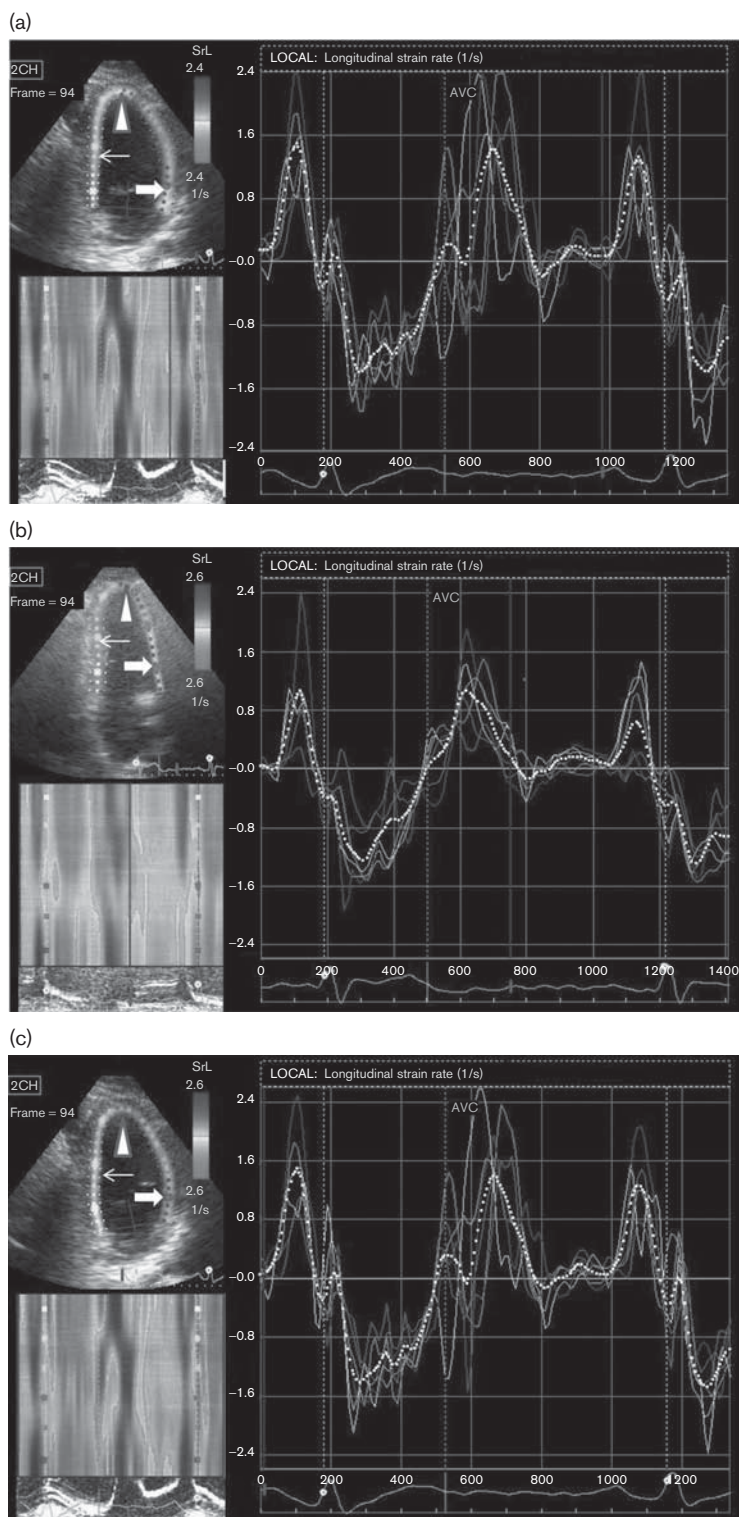 (a)
2CH
Frame = 94
SrL
2.4
2.4
1/s
LOCAL: Longitudinal strain rate (1/s)
AVC
2.4
1.6
0.8
−0.0
−0.8
−1.6
−2.4
0 200 400 600 800 1000 1200
(b)
2CH
Frame = 94
SrL
2.6
2.6
1/s
LOCAL: Longitudinal strain rate (1/s)
AVC
2.4
1.6
0.8
−0.0
−0.8
−1.6
−2.4
0 200 400 600 800 1000 1200 1400
(c)
2CH
Frame = 94
SrL
2.6
2.6
1/s
LOCAL: Longitudinal strain rate (1/s)
AVC
2.4
1.6
0.8
−0.0
−0.8
−1.6
−2.4
0 200 400 600 800 1000 1200